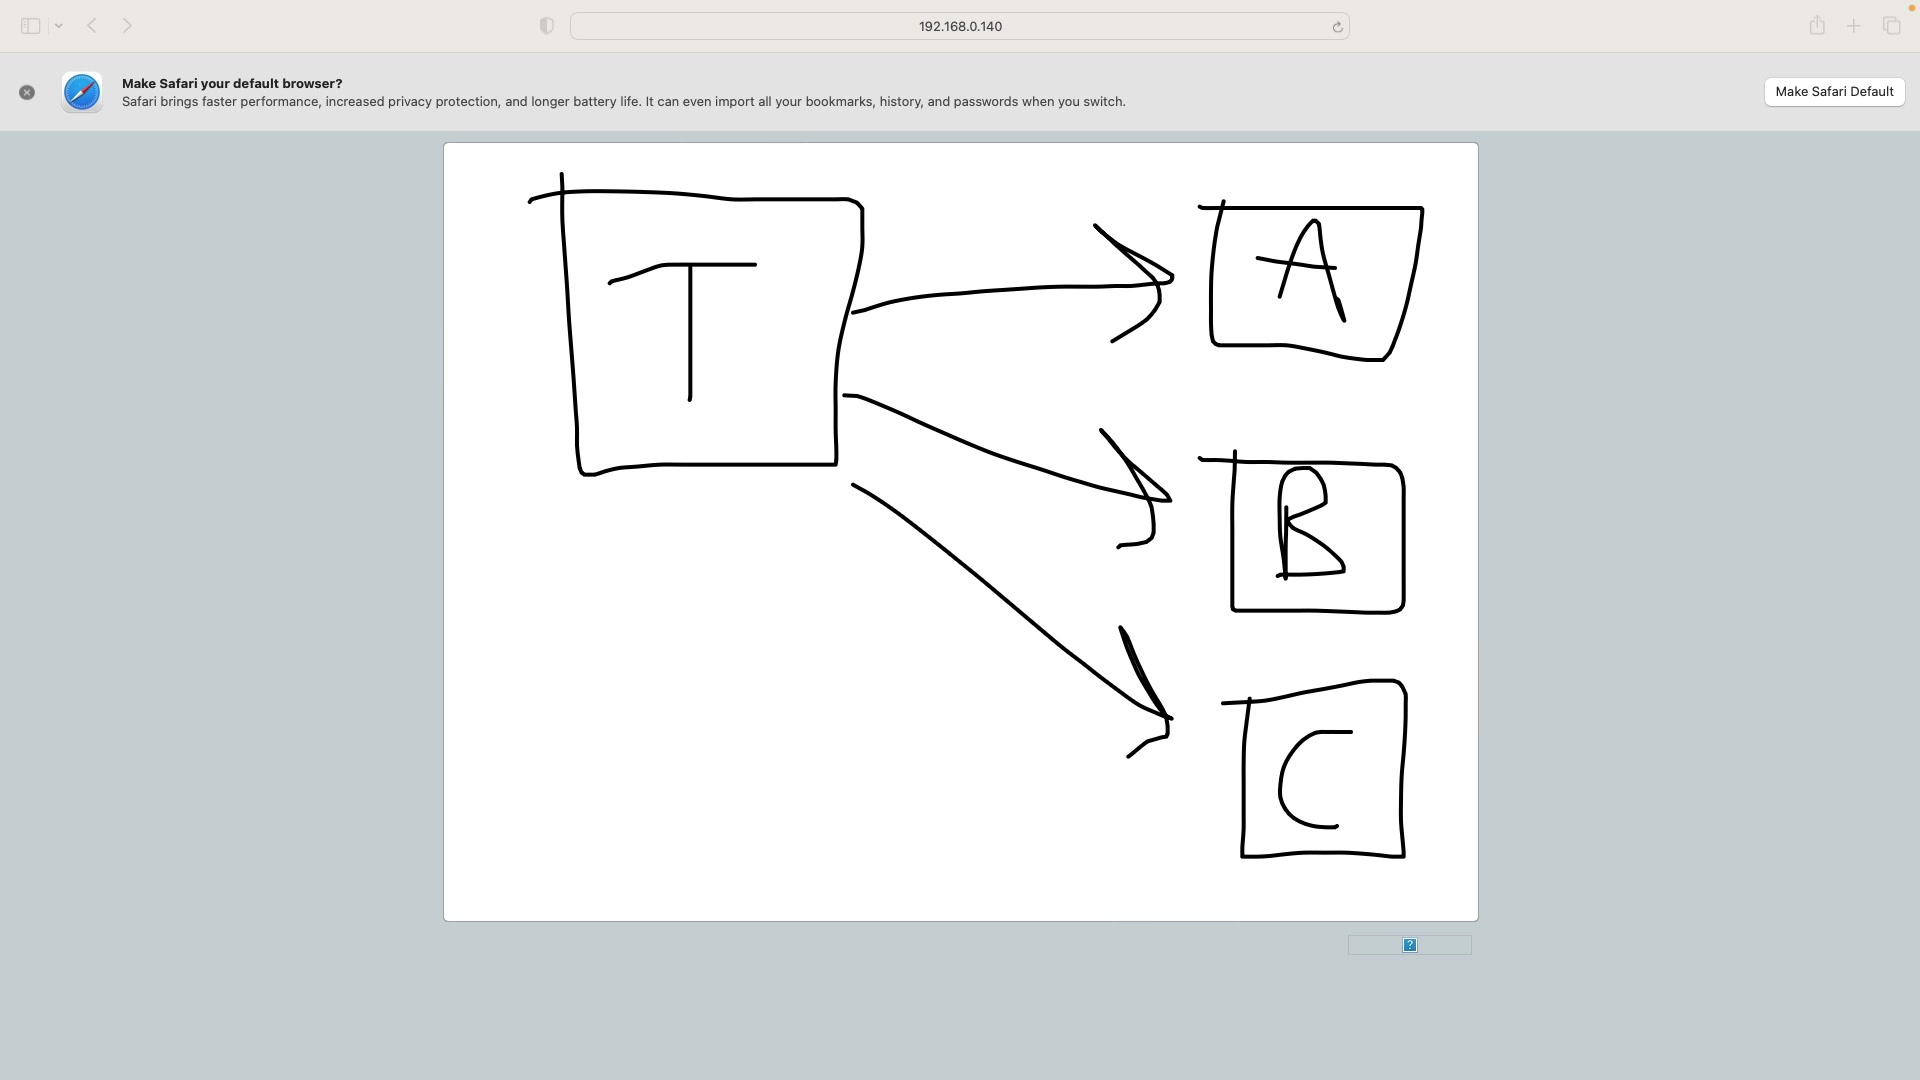 192.168.0.140
Make Safari your default browser?
Safari brings faster performance, increased privacy protection, and longer battery life. It can even import all your bookmarks, history, and passwords when you switch.
Make Safari Default
T
A
B
C
?